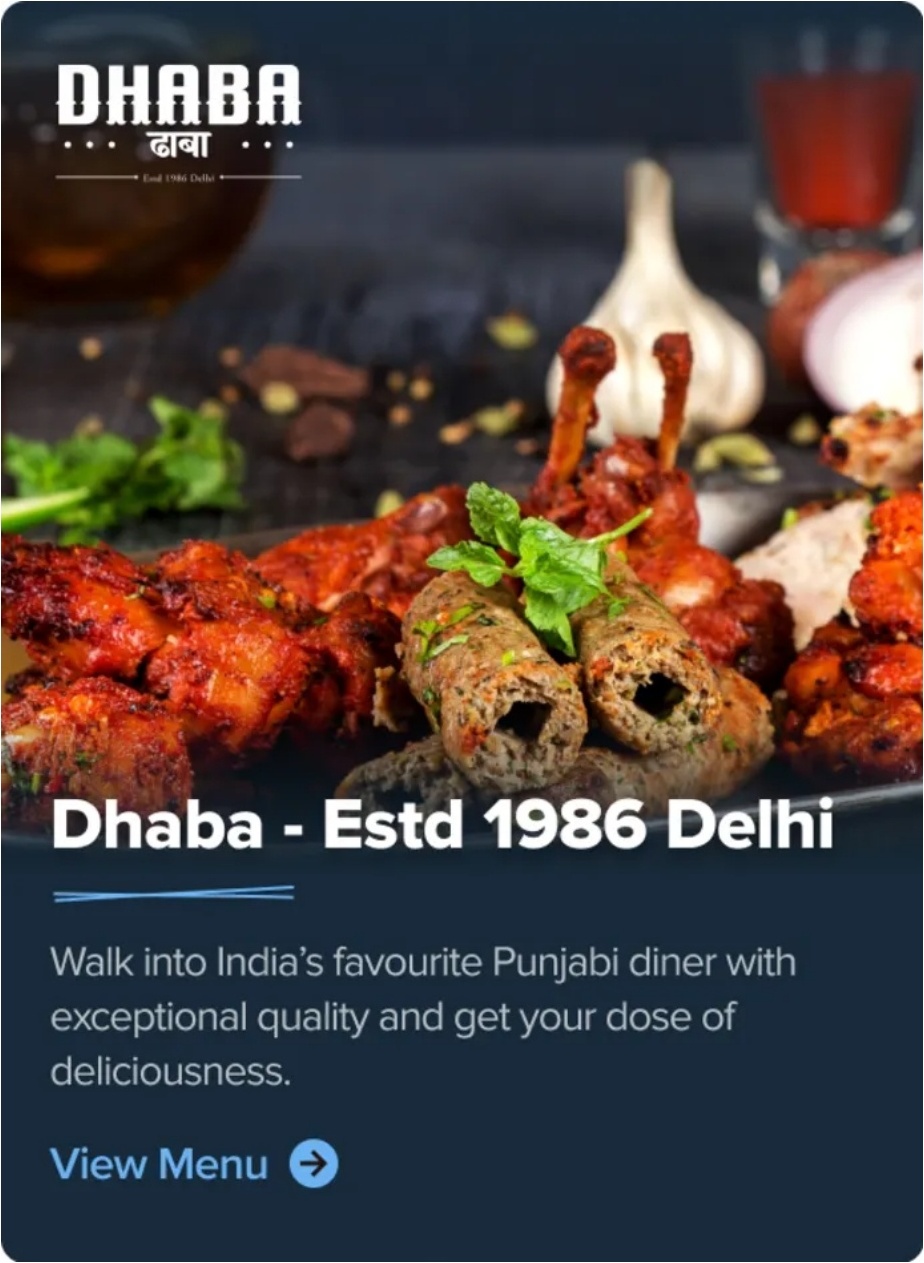 DHABA
ढाबा
Estd 1986 Delhi
Dhaba - Estd 1986 Delhi
Walk into India’s favourite Punjabi diner with
exceptional quality and get your dose of
deliciousness.
View Menu